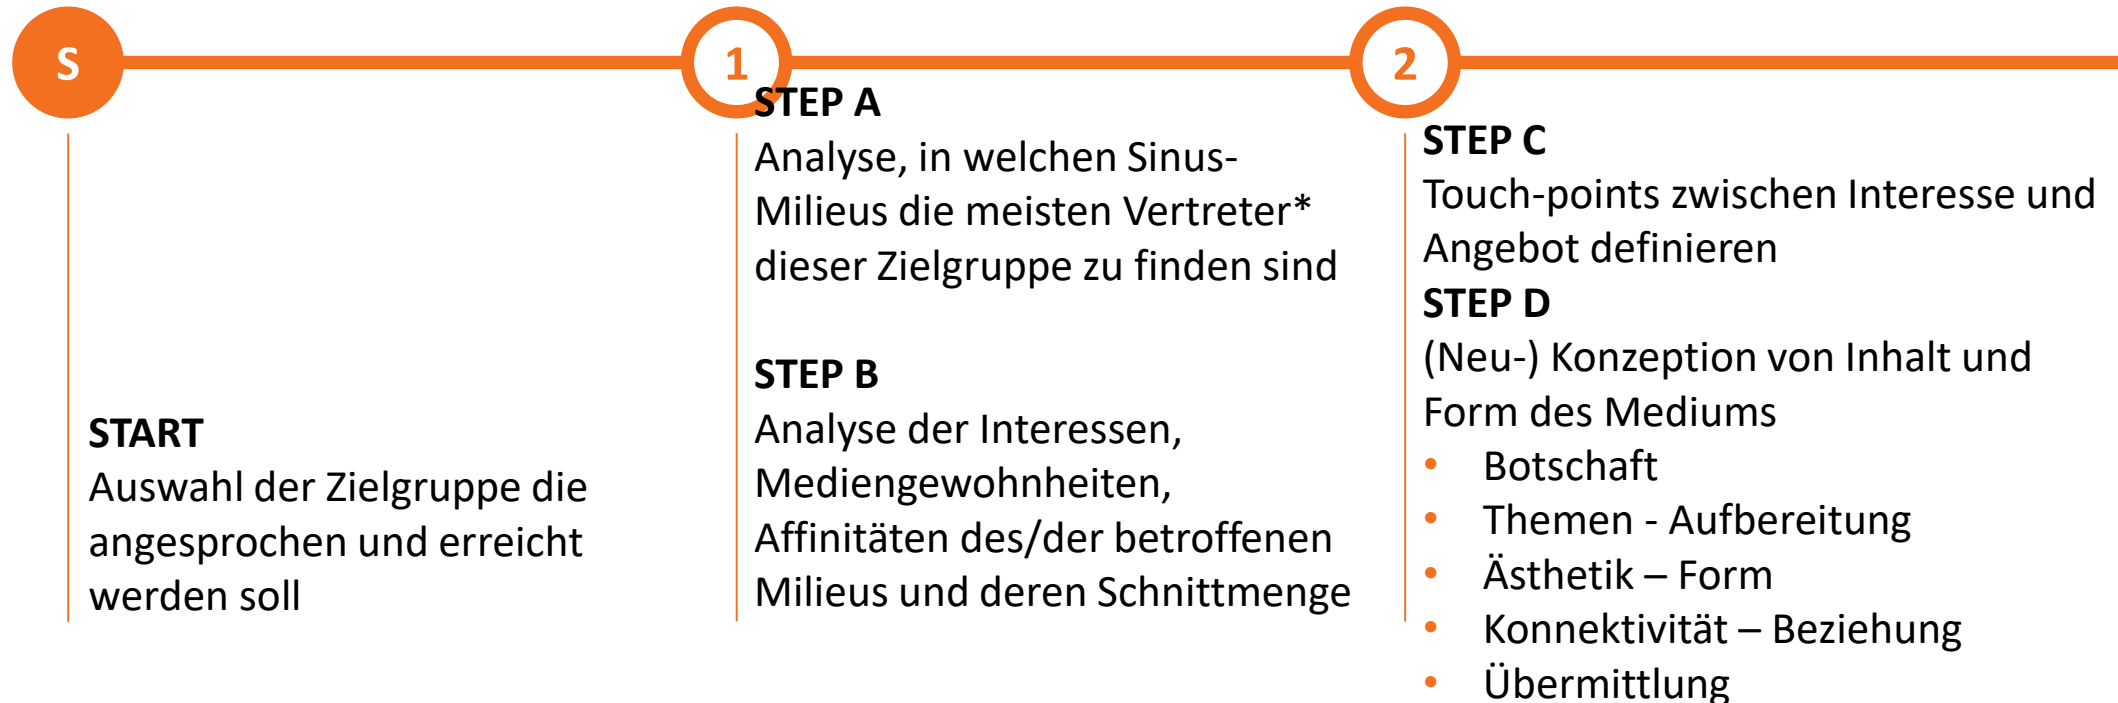 S
1
2
START
Auswahl der Zielgruppe die
angesprochen und erreicht
werden soll
STEP A
Analyse, in welchen Sinus-
Milieus die meisten Vertreter*
dieser Zielgruppe zu finden sind
STEP B
Analyse der Interessen,
Mediengewohnheiten,
Affinitäten des/der betroffenen
Milieus und deren Schnittmenge
STEP C
Touch-points zwischen Interesse und
Angebot definieren
STEP D
(Neu-) Konzeption von Inhalt und
Form des Mediums
• Botschaft
• Themen - Aufbereitung
• Ästhetik – Form
• Konnektivität – Beziehung
• Übermittlung